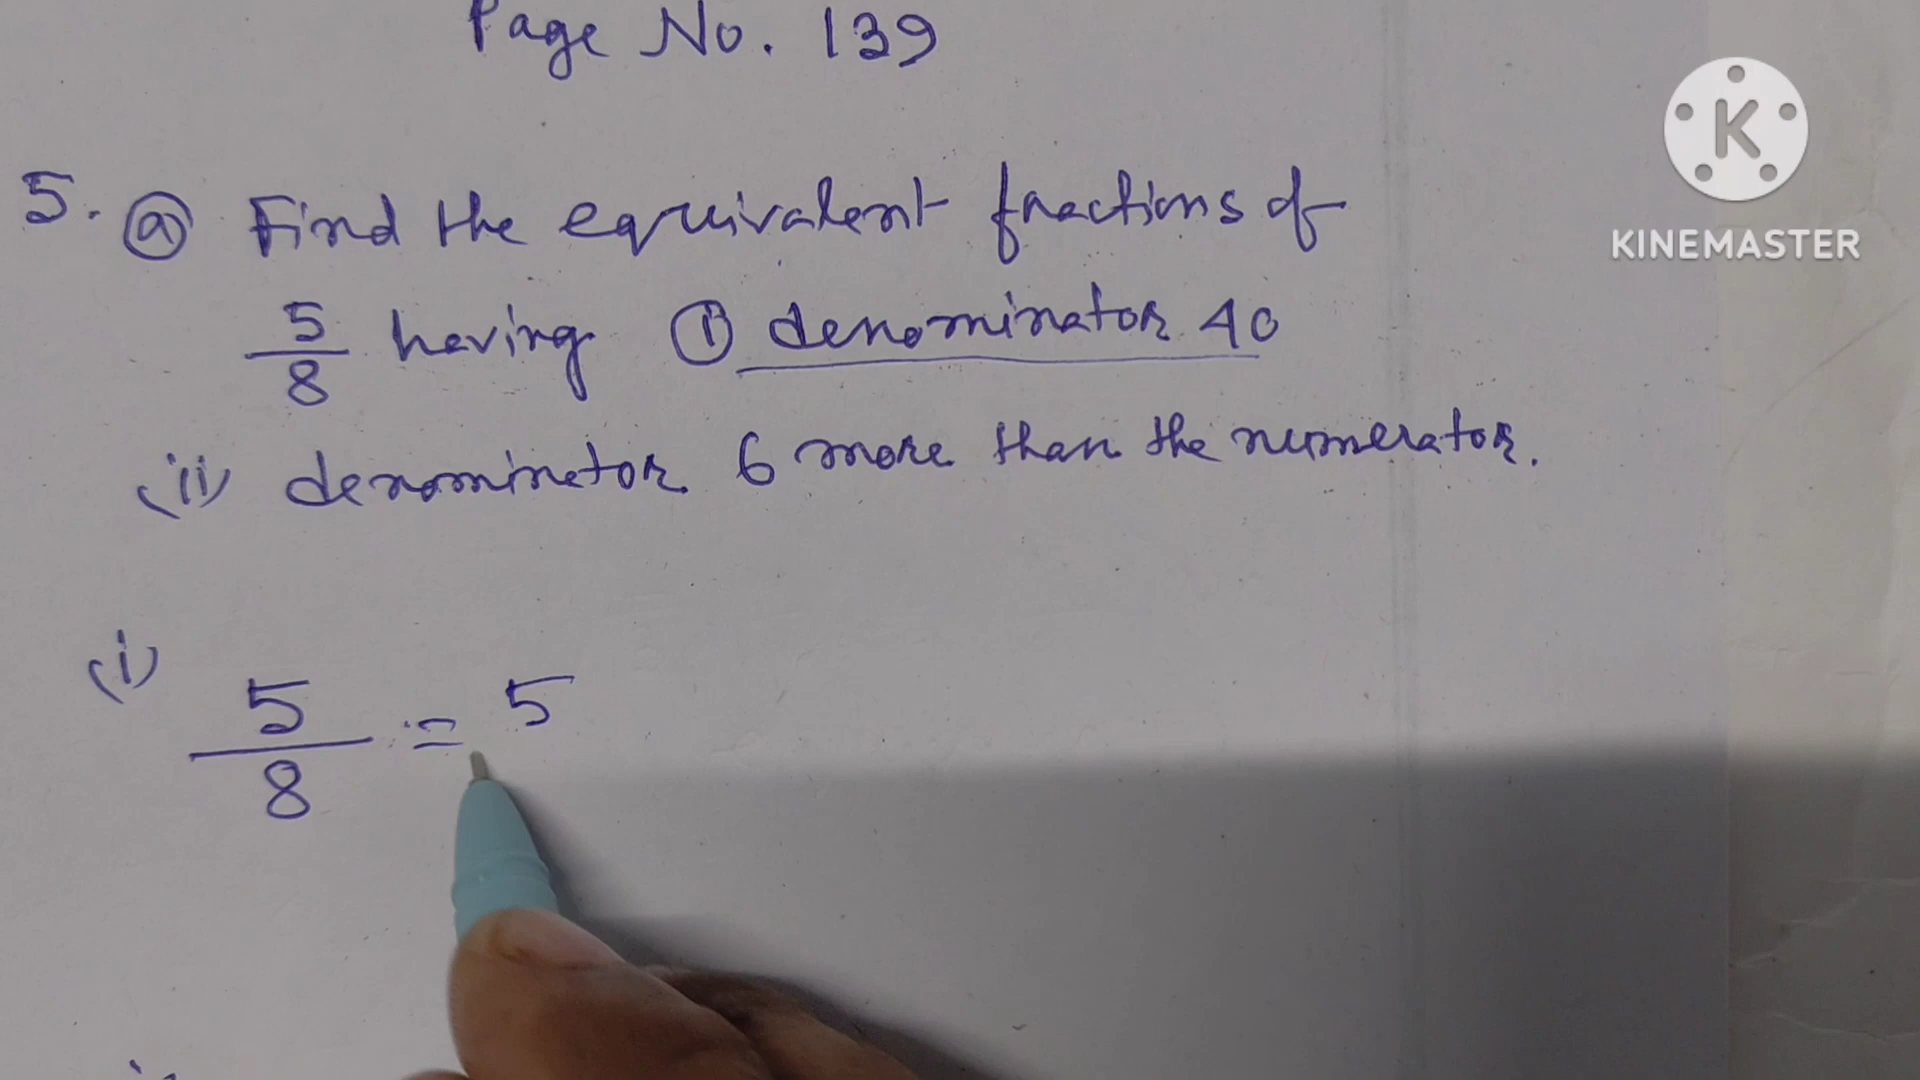 Page No. 139
5. (a) Find the equivalent fractions of
5/8 having (i) denominator 40
(ii) denominator 6 more than the numerator.
(i) 5/8 = 5
K
KINEMASTER